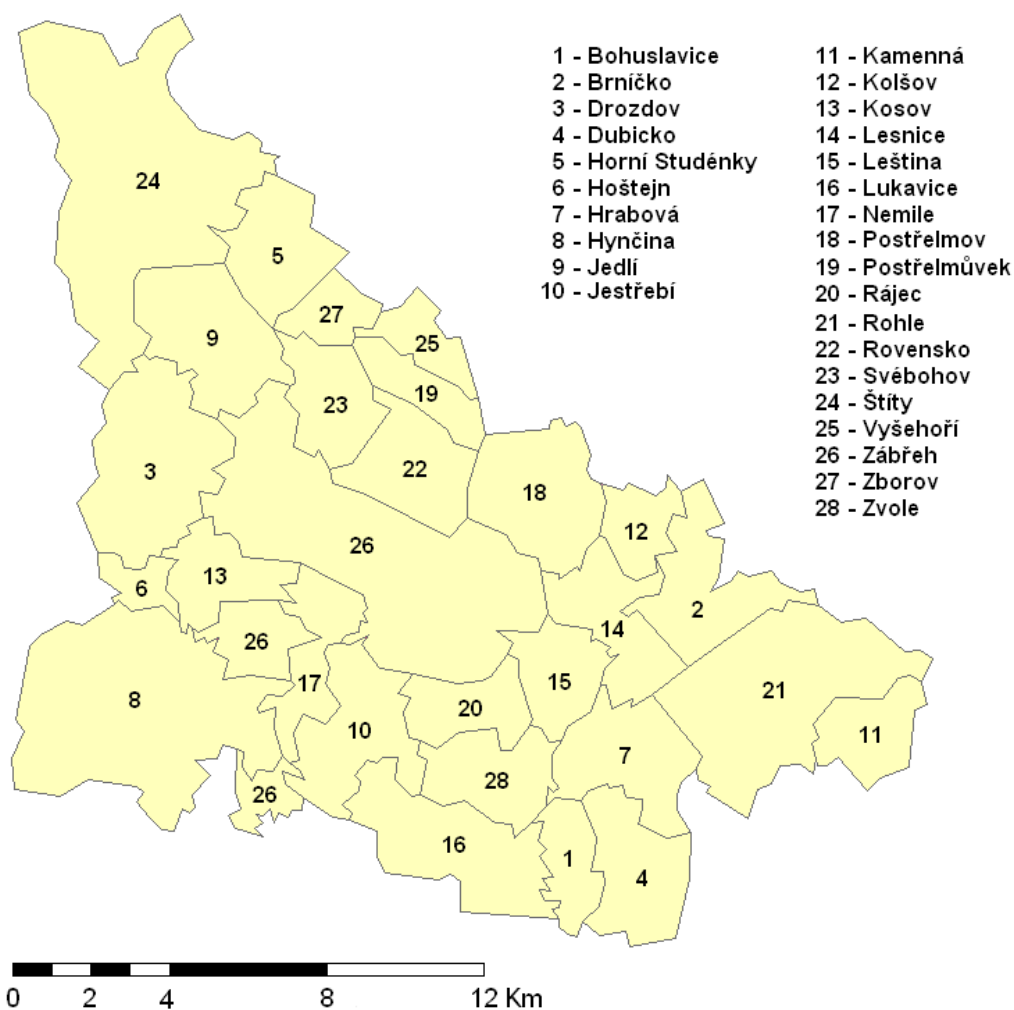 1 - Bohuslavice
2 - Brníčko
3 - Drozdov
4 - Dubicko
5 - Horní Studénky
6 - Hoštejn
7 - Hrabová
8 - Hynčina
9 - Jedlí
10 - Jestřebí
11 - Kamenná
12 - Kolšov
13 - Kosov
14 - Lesnice
15 - Leština
16 - Lukavice
17 - Nemile
18 - Postřelmov
19 - Postřelmůvek
20 - Rájec
21 - Rohle
22 - Rovensko
23 - Svébohov
24 - Štíty
25 - Vyšehoří
26 - Zábřeh
27 - Zborov
28 - Zvole
24
5
27
9
25
19
23
3
22
18
12
26
13
6
2
14
26
17
15
8
21
20
10
11
7
28
26
16
1
4
0 2 4 8 12 Km